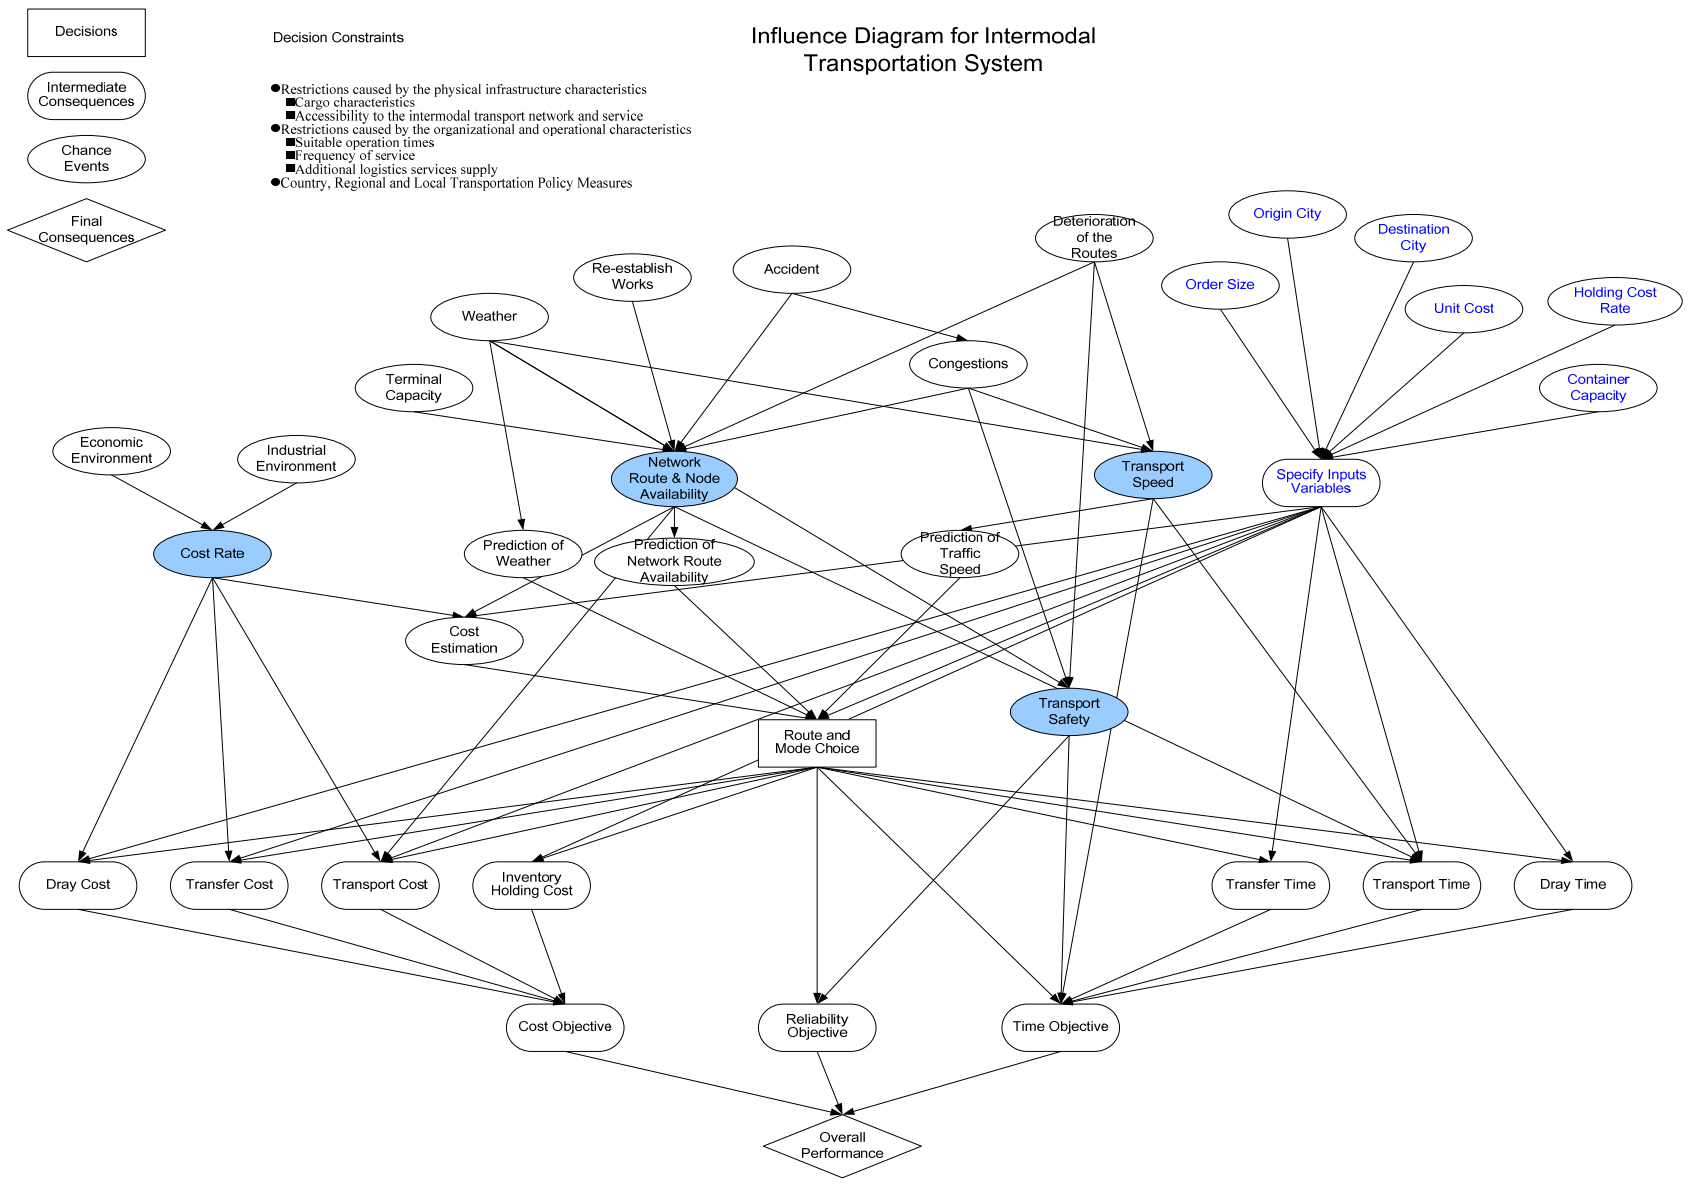 Decisions
Intermediate
Consequences
Chance
Events
Final
Consequences
Decision Constraints
●Restrictions caused by the physical infrastructure characteristics
■Cargo characteristics
■Accessibility to the intermodal transport network and service
●Restrictions caused by the organizational and operational characteristics
■Suitable operation times
■Frequency of service
■Additional logistics services supply
●Country, Regional and Local Transportation Policy Measures
Influence Diagram for Intermodal
Transportation System
Origin City
Destination
City
Deterioration
of the
Routes
Re-establish
Works
Accident
Order Size
Unit Cost
Holding Cost
Rate
Weather
Congestions
Terminal
Capacity
Container
Capacity
Economic
Environment
Industrial
Environment
Network
Route & Node
Availability
Transport
Speed
Specify Inputs
Variables
Cost Rate
Prediction of
Weather
Prediction of
Network Route
Availability
Prediction of
Traffic
Speed
Cost
Estimation
Transport
Safety
Route and
Mode Choice
Dray Cost
Transfer Cost
Transport Cost
Inventory
Holding Cost
Transfer Time
Transport Time
Dray Time
Cost Objective
Reliability
Objective
Time Objective
Overall
Performance